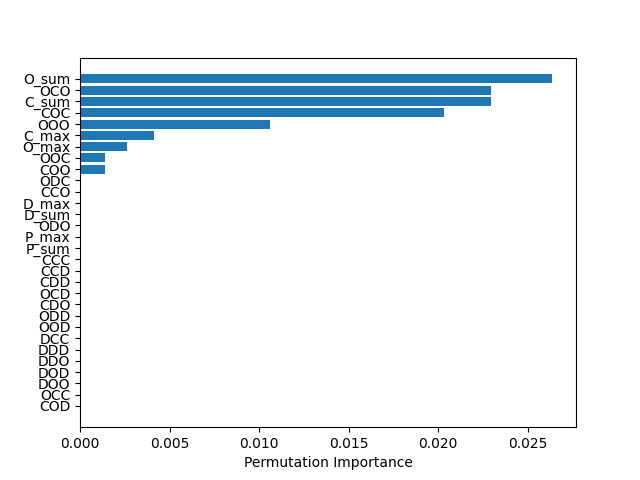 O_sum
OCO
C_sum
COC
OOO
C_max
O_max
OOC
COO
ODC
CCO
D_max
D_sum
ODO
P_max
P_sum
CCC
CCD
CDD
OCD
CDO
ODD
OOD
DCC
DDD
DDO
DOD
DOO
OCC
COD
0.000 0.005 0.010 0.015 0.020 0.025
Permutation Importance